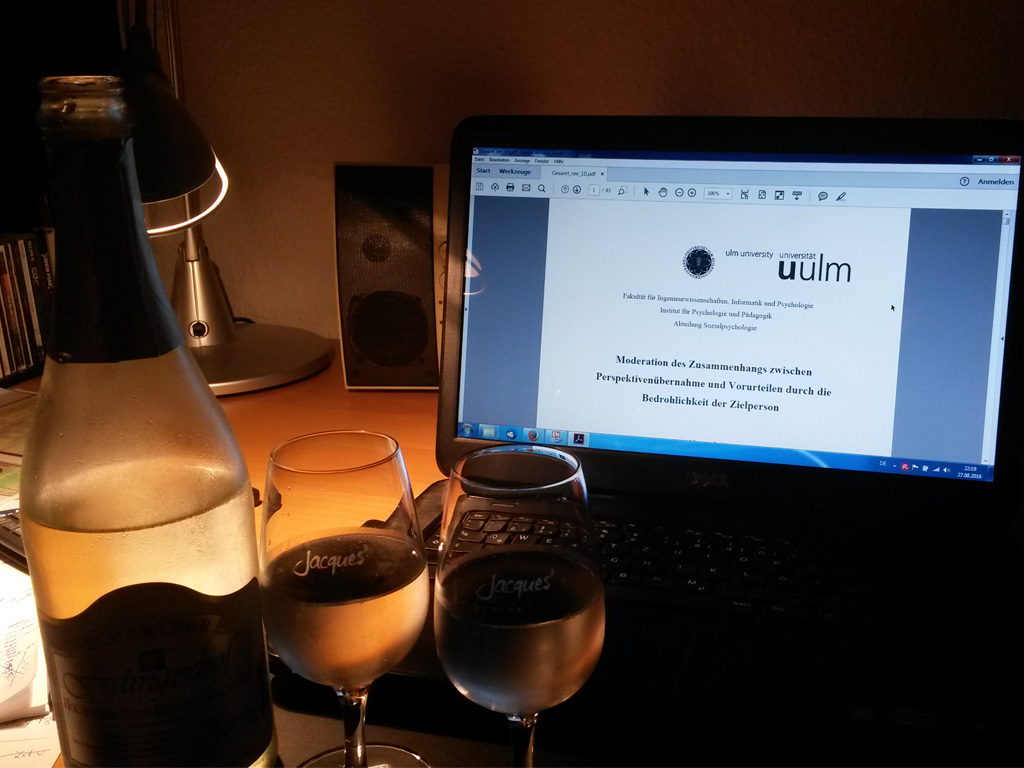 Datei Bearbeiten Anzeige Fenster Hilfe
Start Werkzeuge Gesamt_rev_10.pdf × Anmelden
1 / 83 100%
ulm university universität
uulm
Fakultät für Ingenieurwissenschaften, Informatik und Psychologie
Institut für Psychologie und Pädagogik
Abteilung Sozialpsychologie
Moderation des Zusammenhangs zwischen
Perspektivenübernahme und Vorurteilen durch die
Bedrohlichkeit der Zielperson
DE 22:19
27.08.2016
DELL
Jacques'
Jacques'